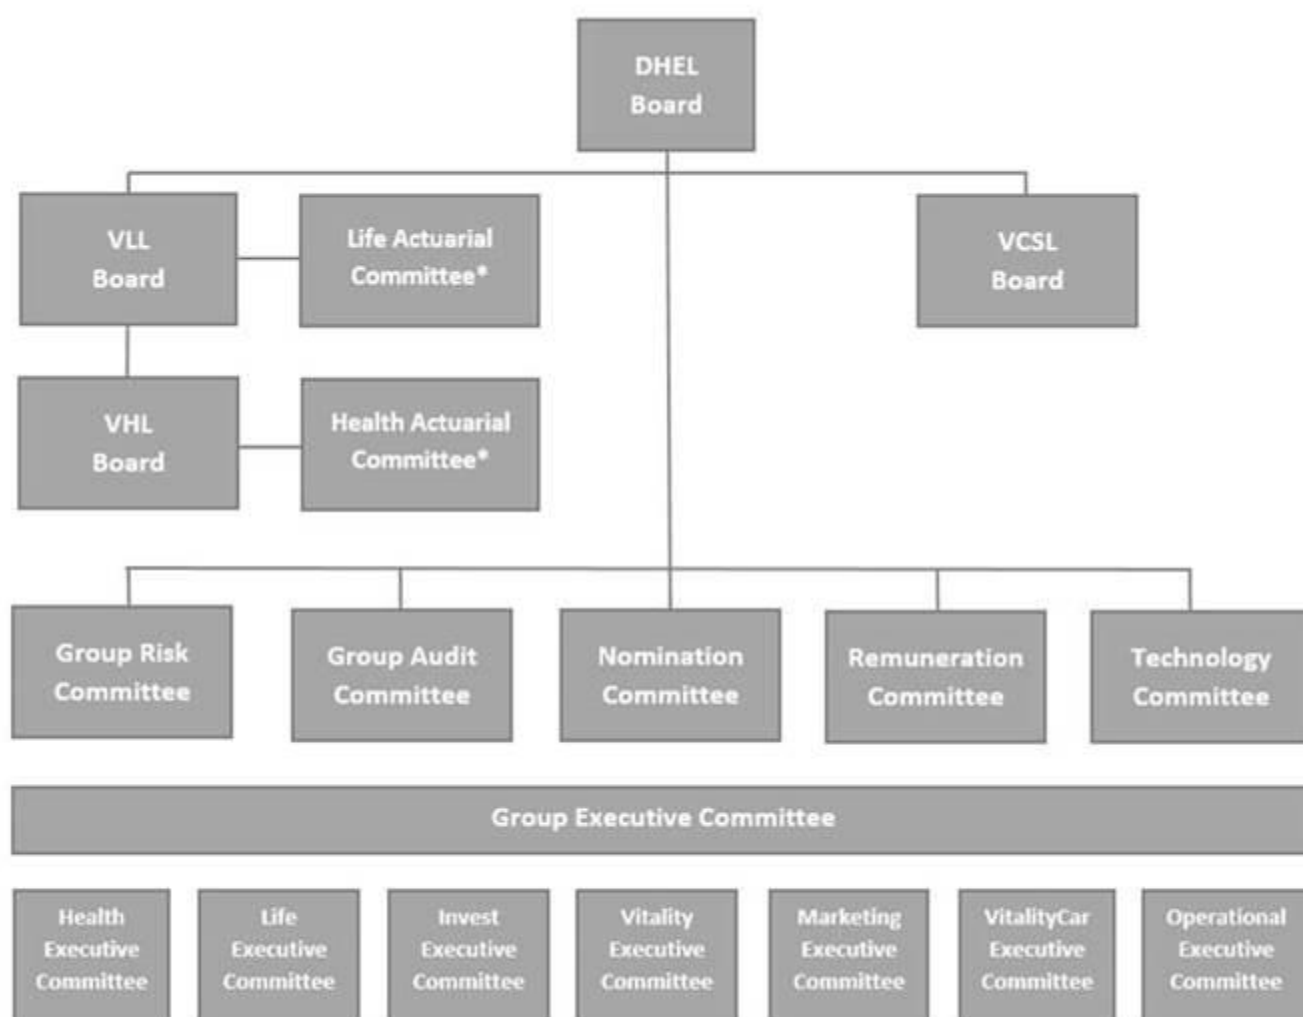 DHEL
Board
VLL
Board
Life Actuarial
Committee*
VCSL
Board
VHL
Board
Health Actuarial
Committee*
Group Risk
Committee
Group Audit
Committee
Nomination
Committee
Remuneration
Committee
Technology
Committee
Group Executive Committee
Health
Executive
Committee
Life
Executive
Committee
Invest
Executive
Committee
Vitality
Executive
Committee
Marketing
Executive
Committee
VitalityCar
Executive
Committee
Operational
Executive
Committee